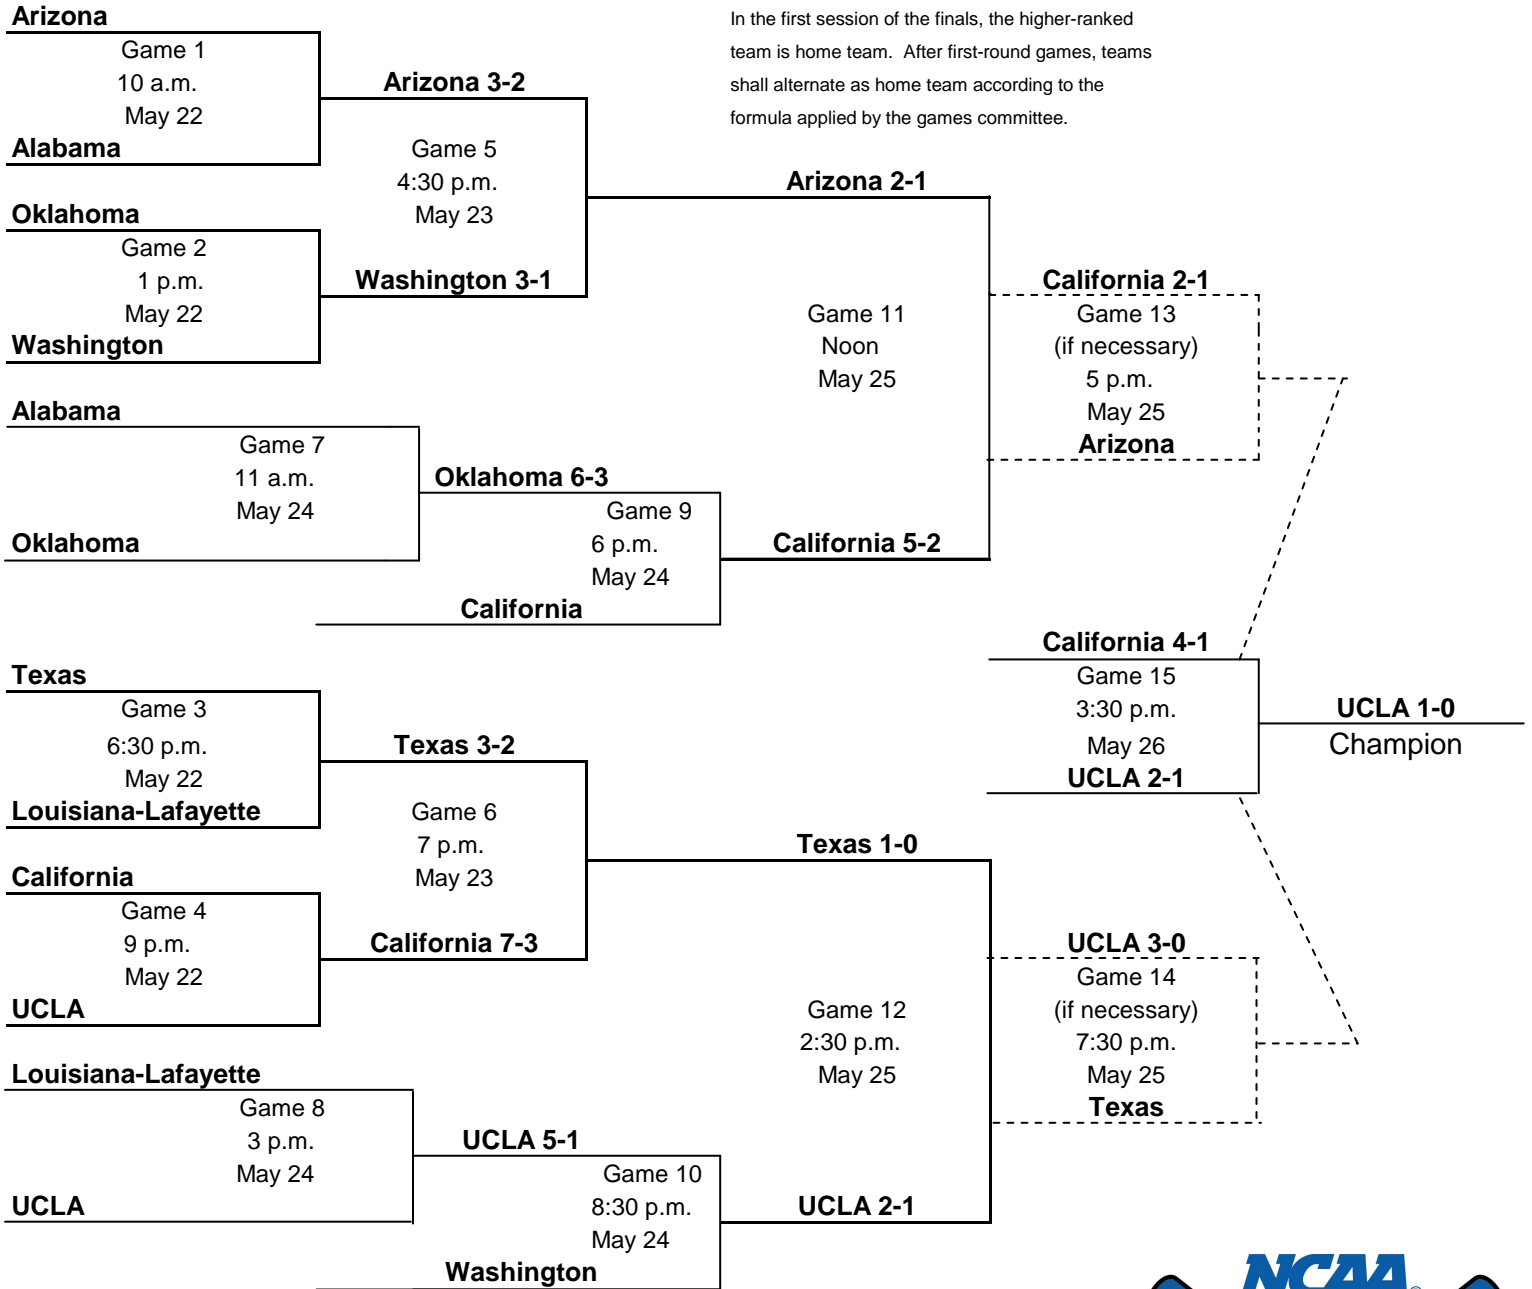 Arizona
Game 1
10 a.m.
May 22
Alabama
Arizona 3-2
Game 5
4:30 p.m.
May 23
Washington 3-1
Oklahoma
Game 2
1 p.m.
May 22
Washington
In the first session of the finals, the higher-ranked
team is home team. After first-round games, teams
shall alternate as home team according to the
formula applied by the games committee.
Arizona 2-1
Game 11
Noon
May 25
California 2-1
Game 13
(if necessary)
5 p.m.
May 25
Arizona
Alabama
Game 7
11 a.m.
May 24
Oklahoma
Oklahoma 6-3
Game 9
6 p.m.
May 24
California
California 5-2
California 4-1
Game 15
3:30 p.m.
May 26
UCLA 2-1
UCLA 1-0
Champion
Texas
Game 3
6:30 p.m.
May 22
Louisiana-Lafayette
Texas 3-2
Game 6
7 p.m.
May 23
California 7-3
California
Game 4
9 p.m.
May 22
UCLA
Texas 1-0
Game 12
2:30 p.m.
May 25
UCLA 3-0
Game 14
(if necessary)
7:30 p.m.
May 25
Texas
Louisiana-Lafayette
Game 8
3 p.m.
May 24
UCLA
UCLA 5-1
Game 10
8:30 p.m.
May 24
Washington
UCLA 2-1
NCAA®